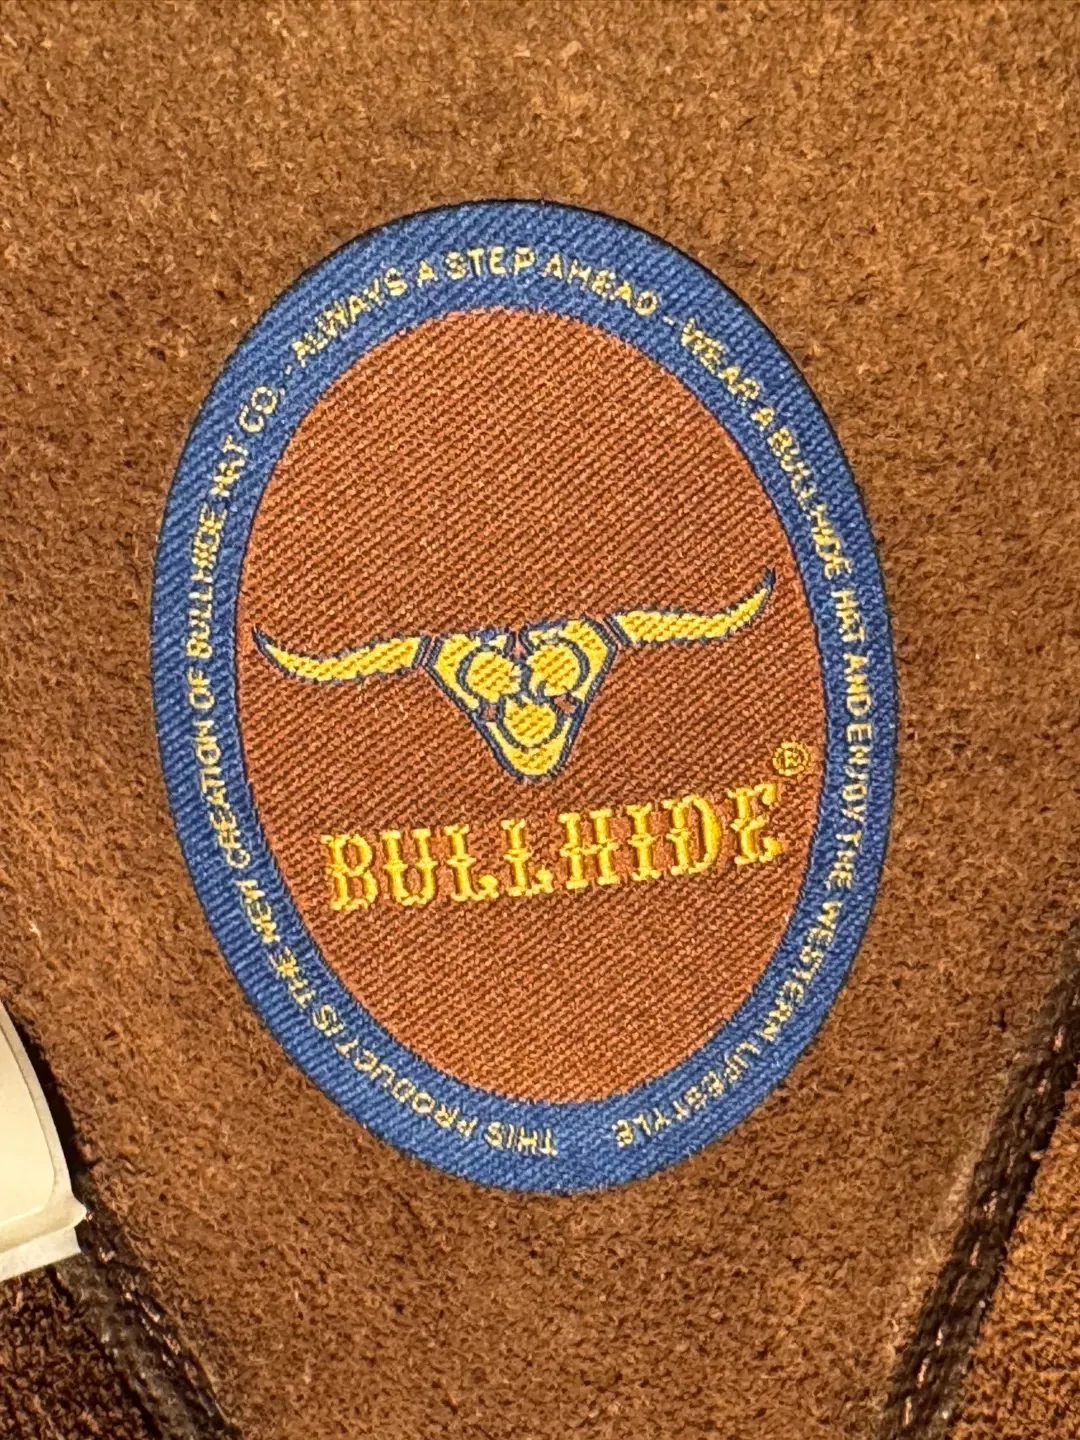 THIS PRODUCT IS THE NEW CREATION OF BULLHIDE HAT CO. - ALWAYS A STEP AHEAD - WEAR A BULLHIDE HAT AND ENJOY THE WESTERN LIFESTYLE
BULLHIDE®